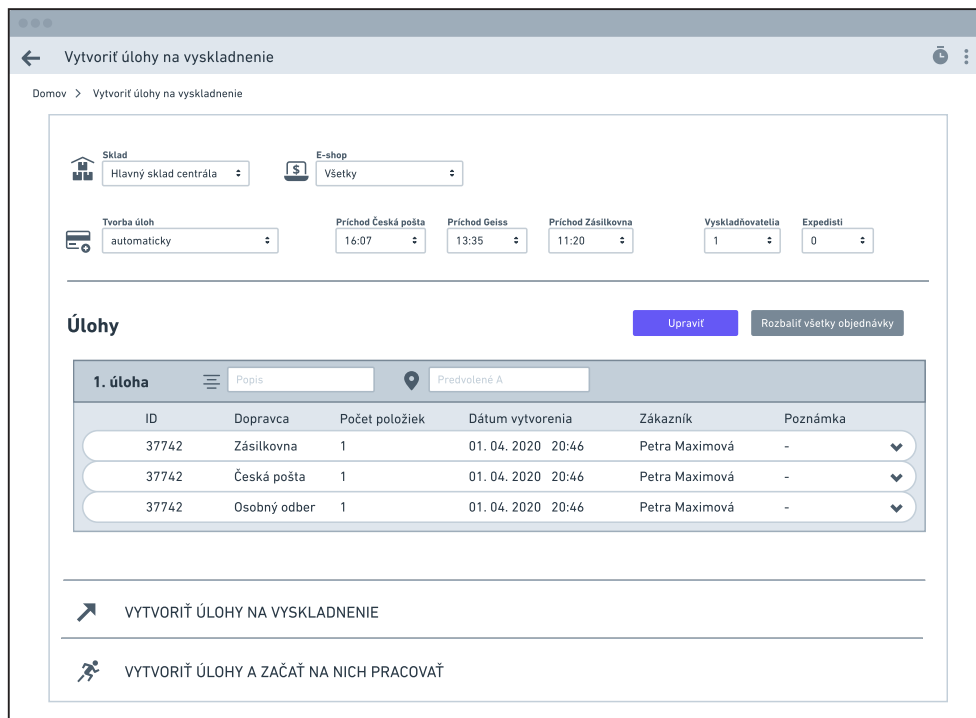 Vytvoriť úlohy na vyskladnenie
Domov > Vytvoriť úlohy na vyskladnenie
Sklad E-shop
Hlavný sklad centrála Všetky
Tvorba úloh Príchod Česká pošta Príchod Geiss Príchod Zásilkovna Vyskladňovatelia Expedisti
automaticky 16:07 13:35 11:20 1 0
Úlohy Upraviť Rozbaliť všetky objednávky
1. úloha Popis Predvolené A
ID Dopravca Počet položiek Dátum vytvorenia Zákazník Poznámka
37742 Zásilkovna 1 01. 04. 2020 20:46 Petra Maximová -
37742 Česká pošta 1 01. 04. 2020 20:46 Petra Maximová -
37742 Osobný odber 1 01. 04. 2020 20:46 Petra Maximová -
VYTVORIŤ ÚLOHY NA VYSKLADNENIE
VYTVORIŤ ÚLOHY A ZAČAŤ NA NICH PRACOVAŤ